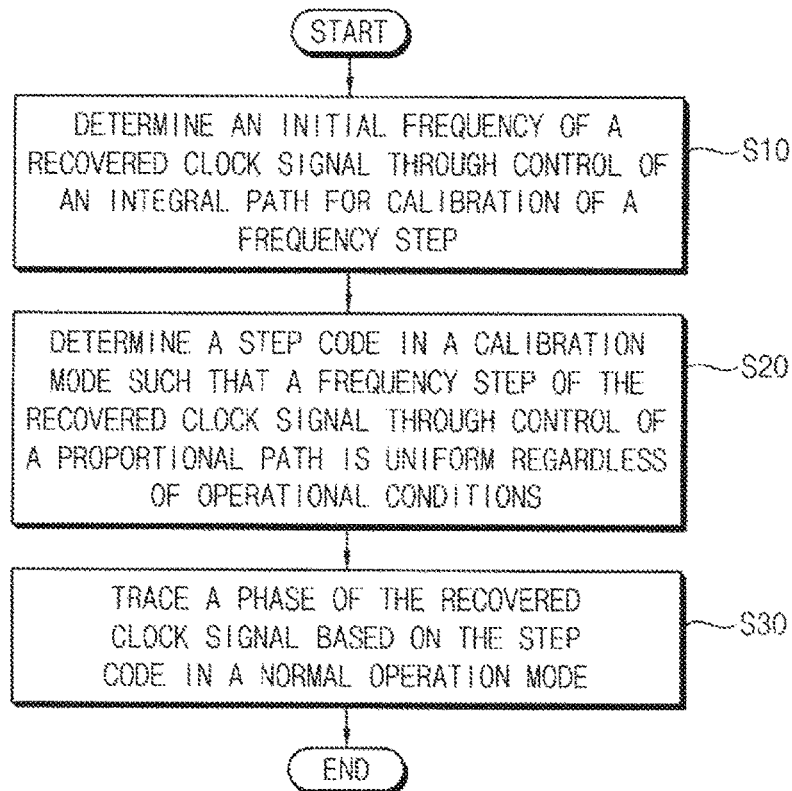 START
DETERMINE AN INITIAL FREQUENCY OF A
RECOVERED CLOCK SIGNAL THROUGH CONTROL OF
AN INTEGRAL PATH FOR CALIBRATION OF A
FREQUENCY STEP
S10
DETERMINE A STEP CODE IN A CALIBRATION
MODE SUCH THAT A FREQUENCY STEP OF THE
RECOVERED CLOCK SIGNAL THROUGH CONTROL OF
A PROPORTIONAL PATH IS UNIFORM REGARDLESS
OF OPERATIONAL CONDITIONS
S20
TRACE A PHASE OF THE RECOVERED
CLOCK SIGNAL BASED ON THE STEP
CODE IN A NORMAL OPERATION MODE
S30
END